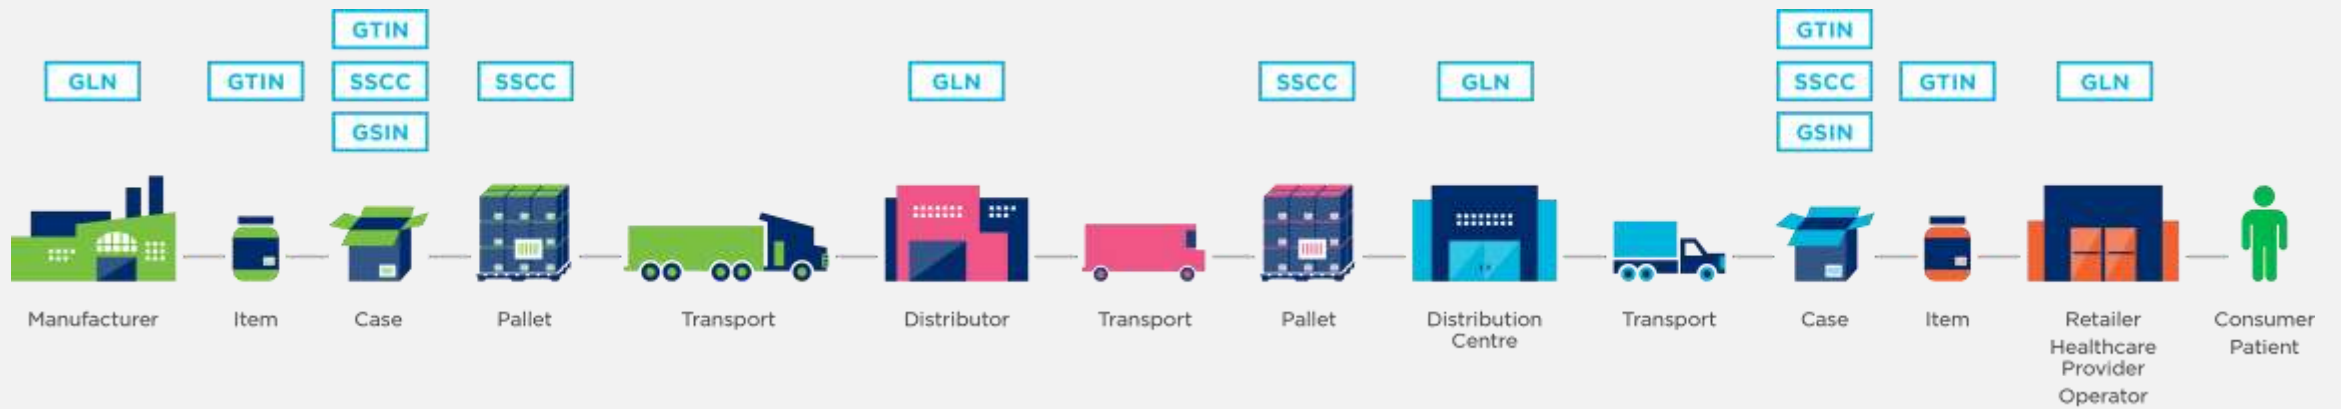 GTIN
GTIN
GLN
GTIN
SSCC
SSCC
GLN
SSCC
GLN
SSCC
GTIN
GLN
GSIN
GSIN
Manufacturer
Item
Case
Pallet
Transport
Distributor
Transport
Pallet
Distribution
Centre
Transport
Case
Item
Retailer
Healthcare
Provider
Operator
Consumer
Patient